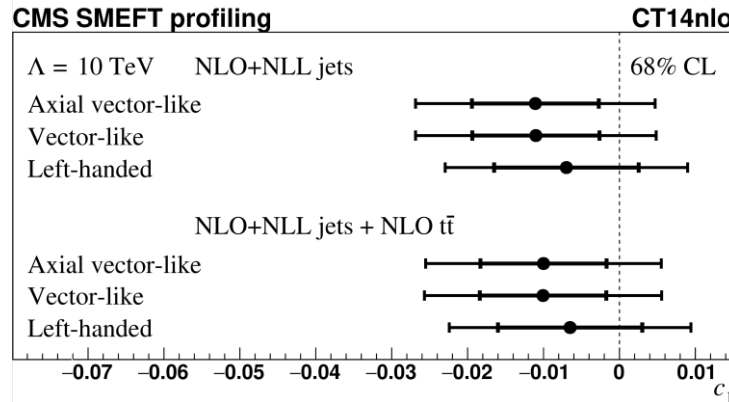 CMS SMEFT profiling CT14nlo
Λ = 10 TeV NLO+NLL jets 68% CL
Axial vector-like
Vector-like
Left-handed
NLO+NLL jets + NLO tt̄
Axial vector-like
Vector-like
Left-handed
−0.07 −0.06 −0.05 −0.04 −0.03 −0.02 −0.01 0 0.01
c₁